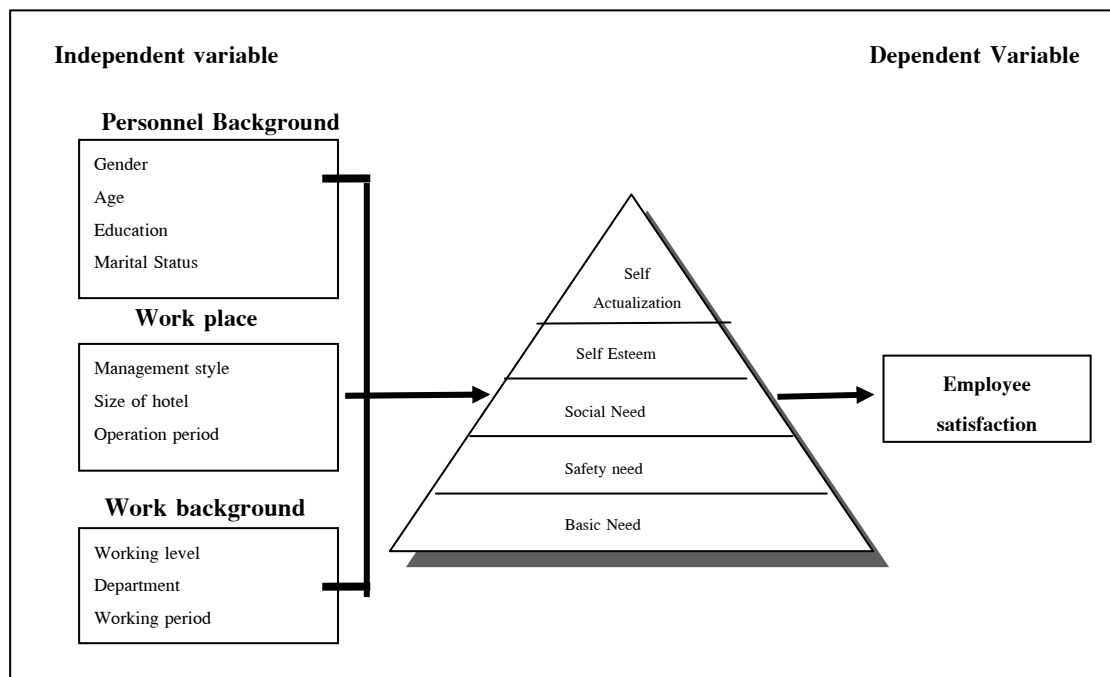 Independent variable
Dependent Variable
Personnel Background
Gender
Age
Education
Marital Status
Work place
Management style
Size of hotel
Operation period
Work background
Working level
Department
Working period
Self
Actualization
Self Esteem
Social Need
Safety need
Basic Need
Employee
satisfaction